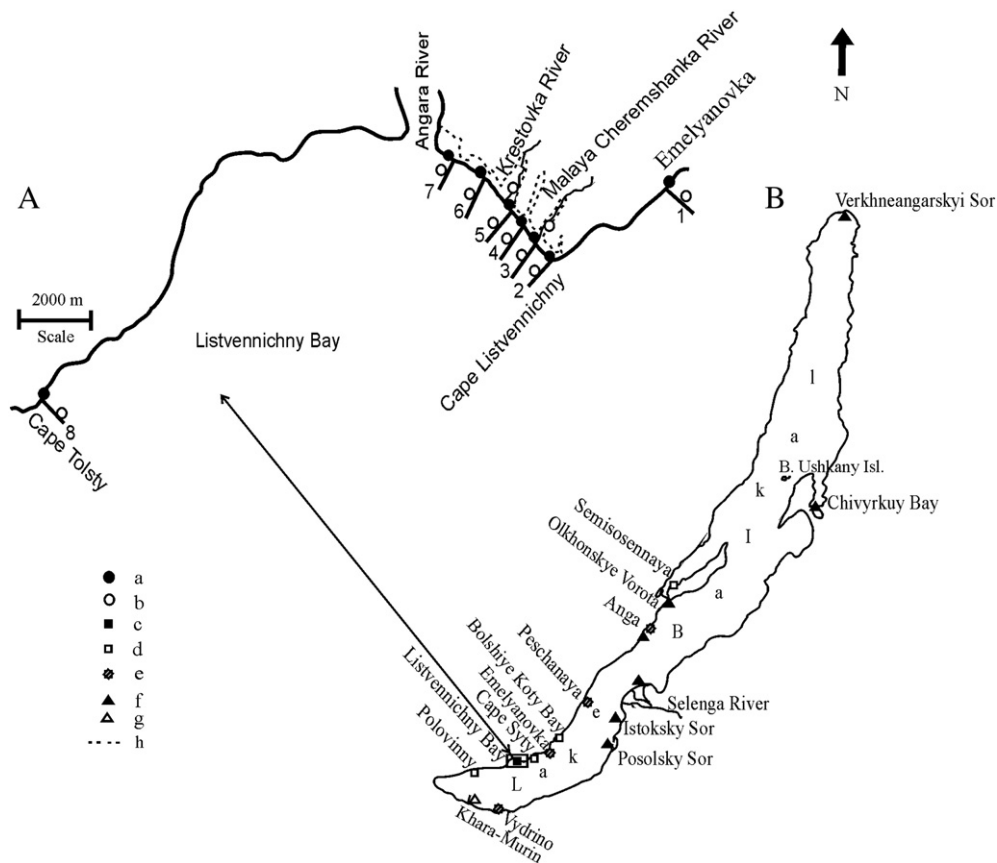 N
A
B
Angara River
Krestovka River
Malaya Cheremshanka River
Emelyanovka
7
6
5
4
3
2
1
8
Cape Listvennichny
Listvennichny Bay
2000 m
Scale
Cape Tolsty
a
b
c
d
e
f
g
h
Verkhneangarskyi Sor
B. Ushkany Isl.
Chivyrkuy Bay
Semisosennaya
Olkhonskye Vorota
Anga
Peschanaya
Bolshiye Koty Bay
Emelyanovka
Cape Syty
Listvennichny Bay
Polovinny
Khara-Murin
Vydrino
Selenga River
Istoksky Sor
Posolsky Sor
L
a
k
e
B
a
I
k
a
l